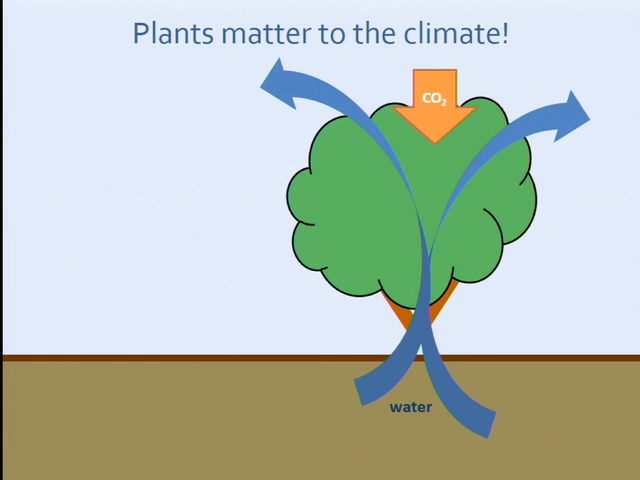 Plants matter to the climate!
CO₂
water